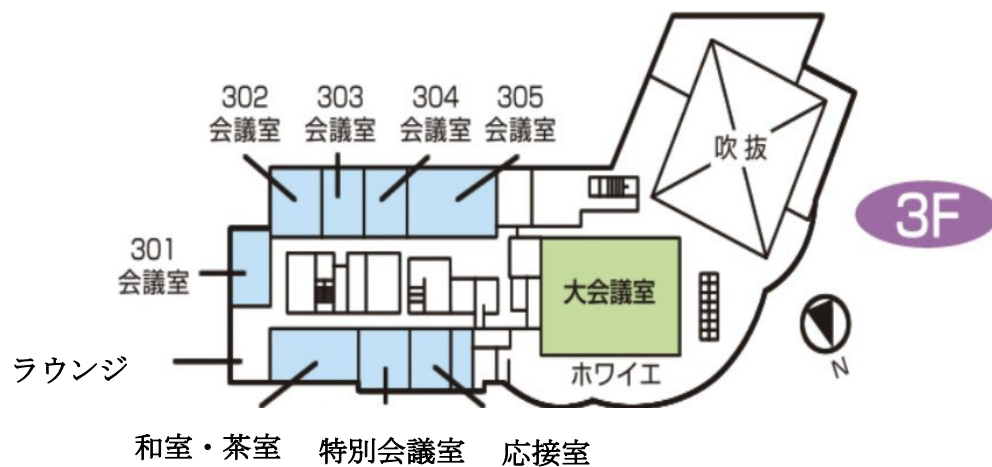 302
会議室
303
会議室
304
会議室
305
会議室
吹抜
3F
301
会議室
大会議室
ホワイエ
N
ラウンジ
和室・茶室
特別会議室
応接室